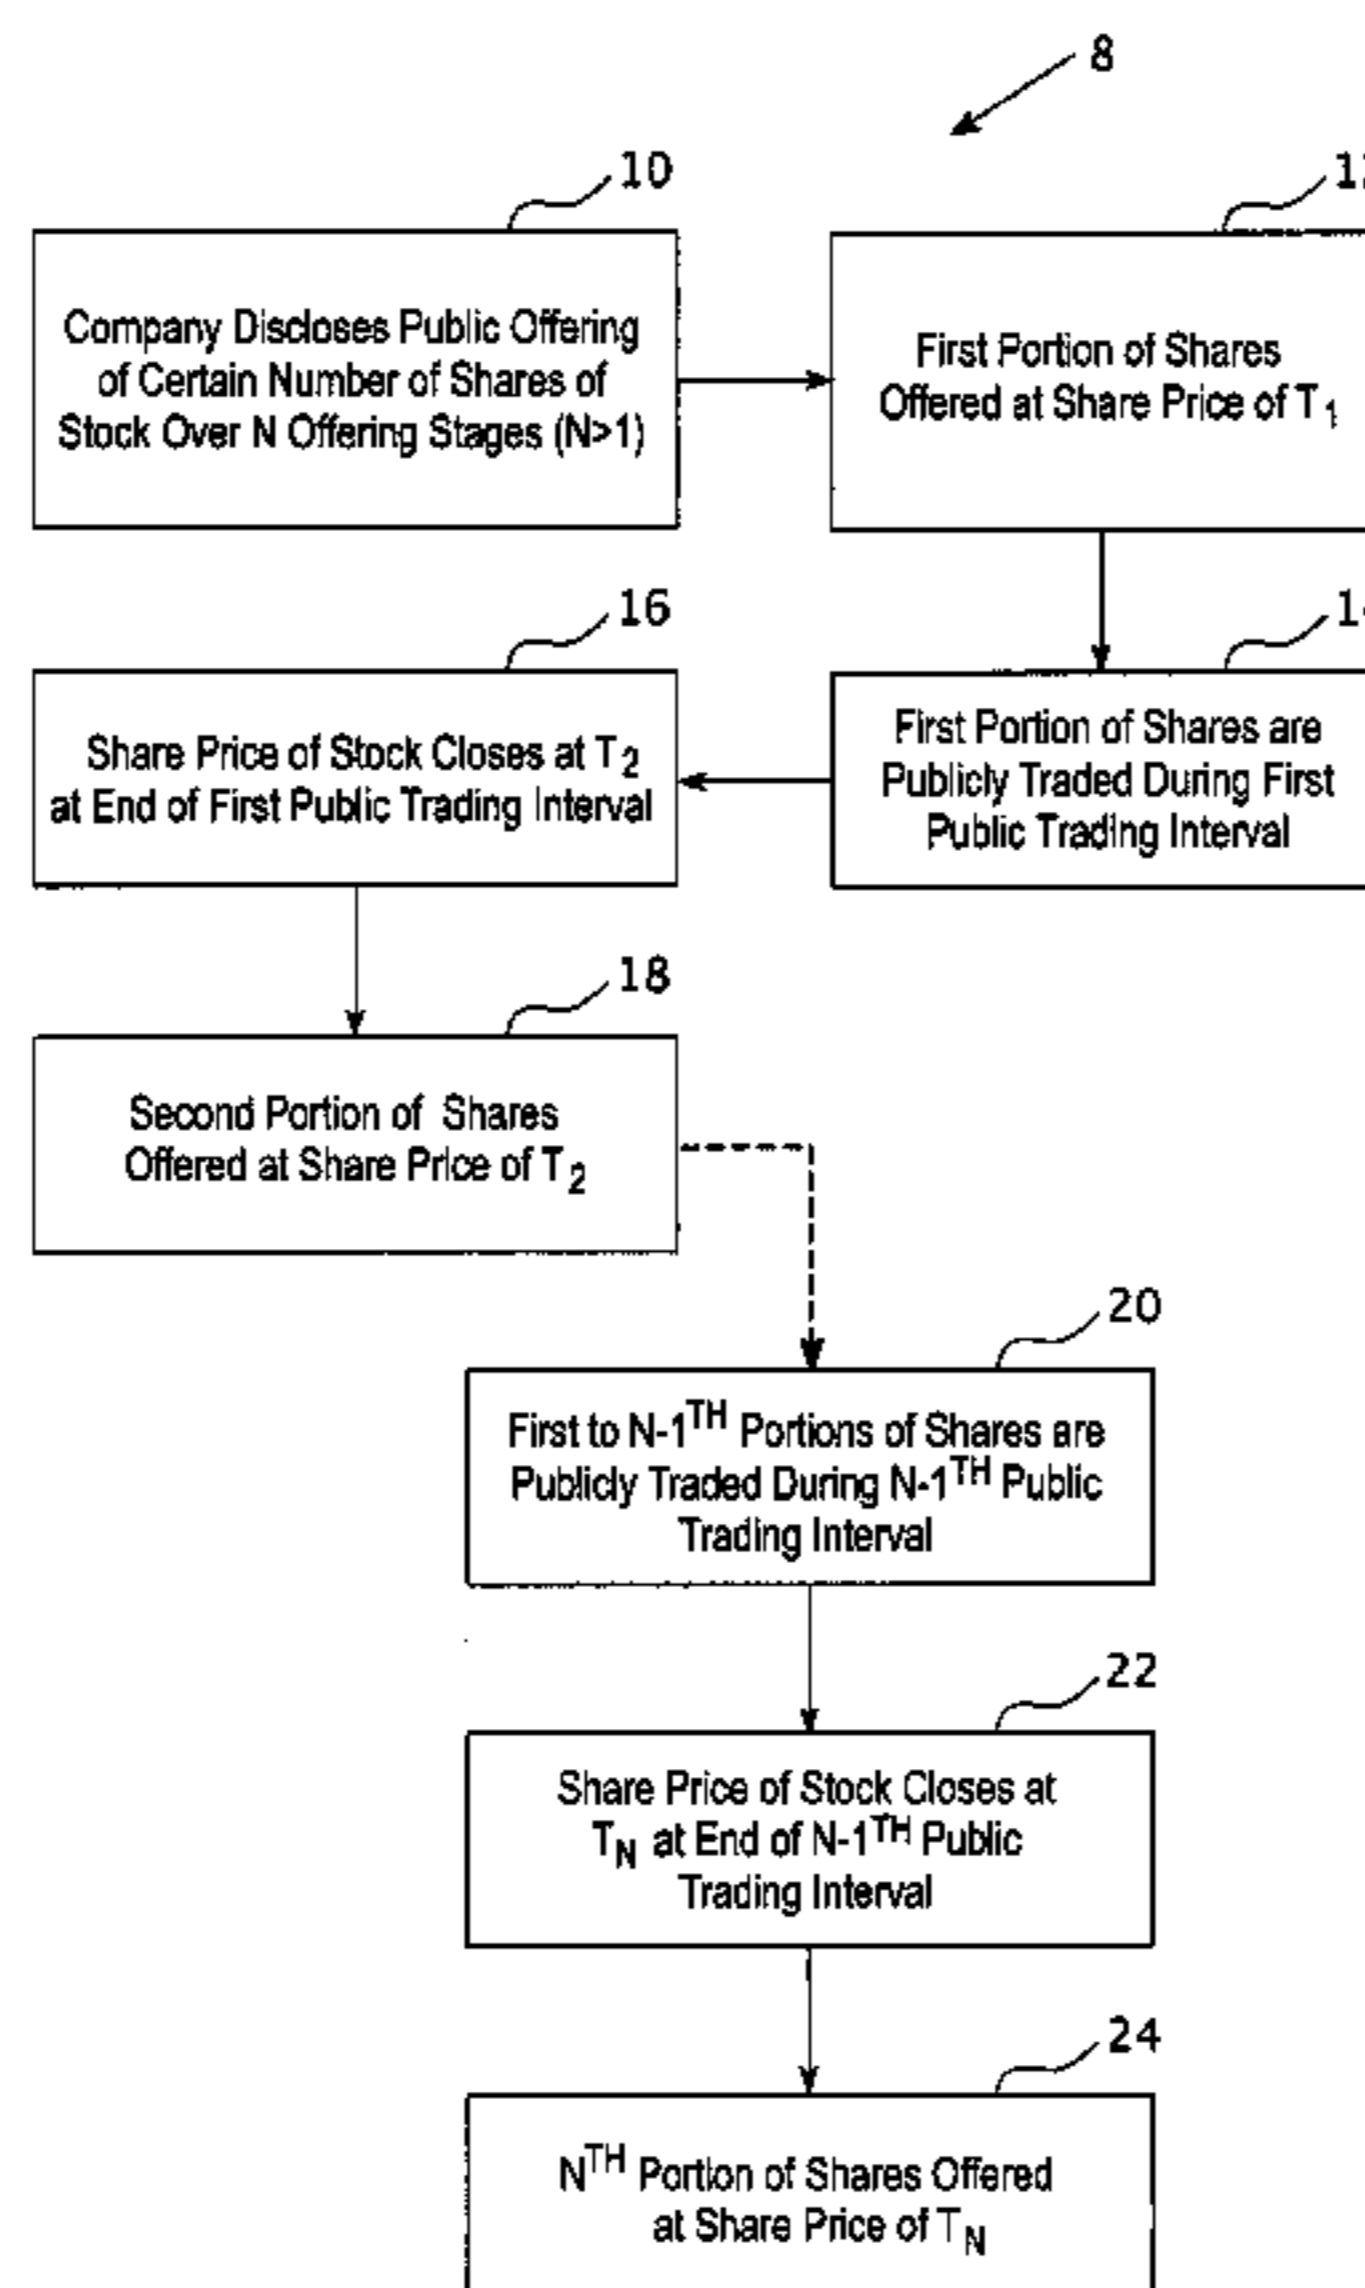 8
10
Company Discloses Public Offering
of Certain Number of Shares of
Stock Over N Offering Stages (N>1)
First Portion of Shares
Offered at Share Price of T1
16
Share Price of Stock Closes at T2
at End of First Public Trading Interval
First Portion of Shares are
Publicly Traded During First
Public Trading Interval
18
Second Portion of Shares
Offered at Share Price of T2
20
First to N-1TH Portions of Shares are
Publicly Traded During N-1TH Public
Trading Interval
22
Share Price of Stock Closes at
TN at End of N-1TH Public
Trading Interval
24
NTH Portion of Shares Offered
at Share Price of TN